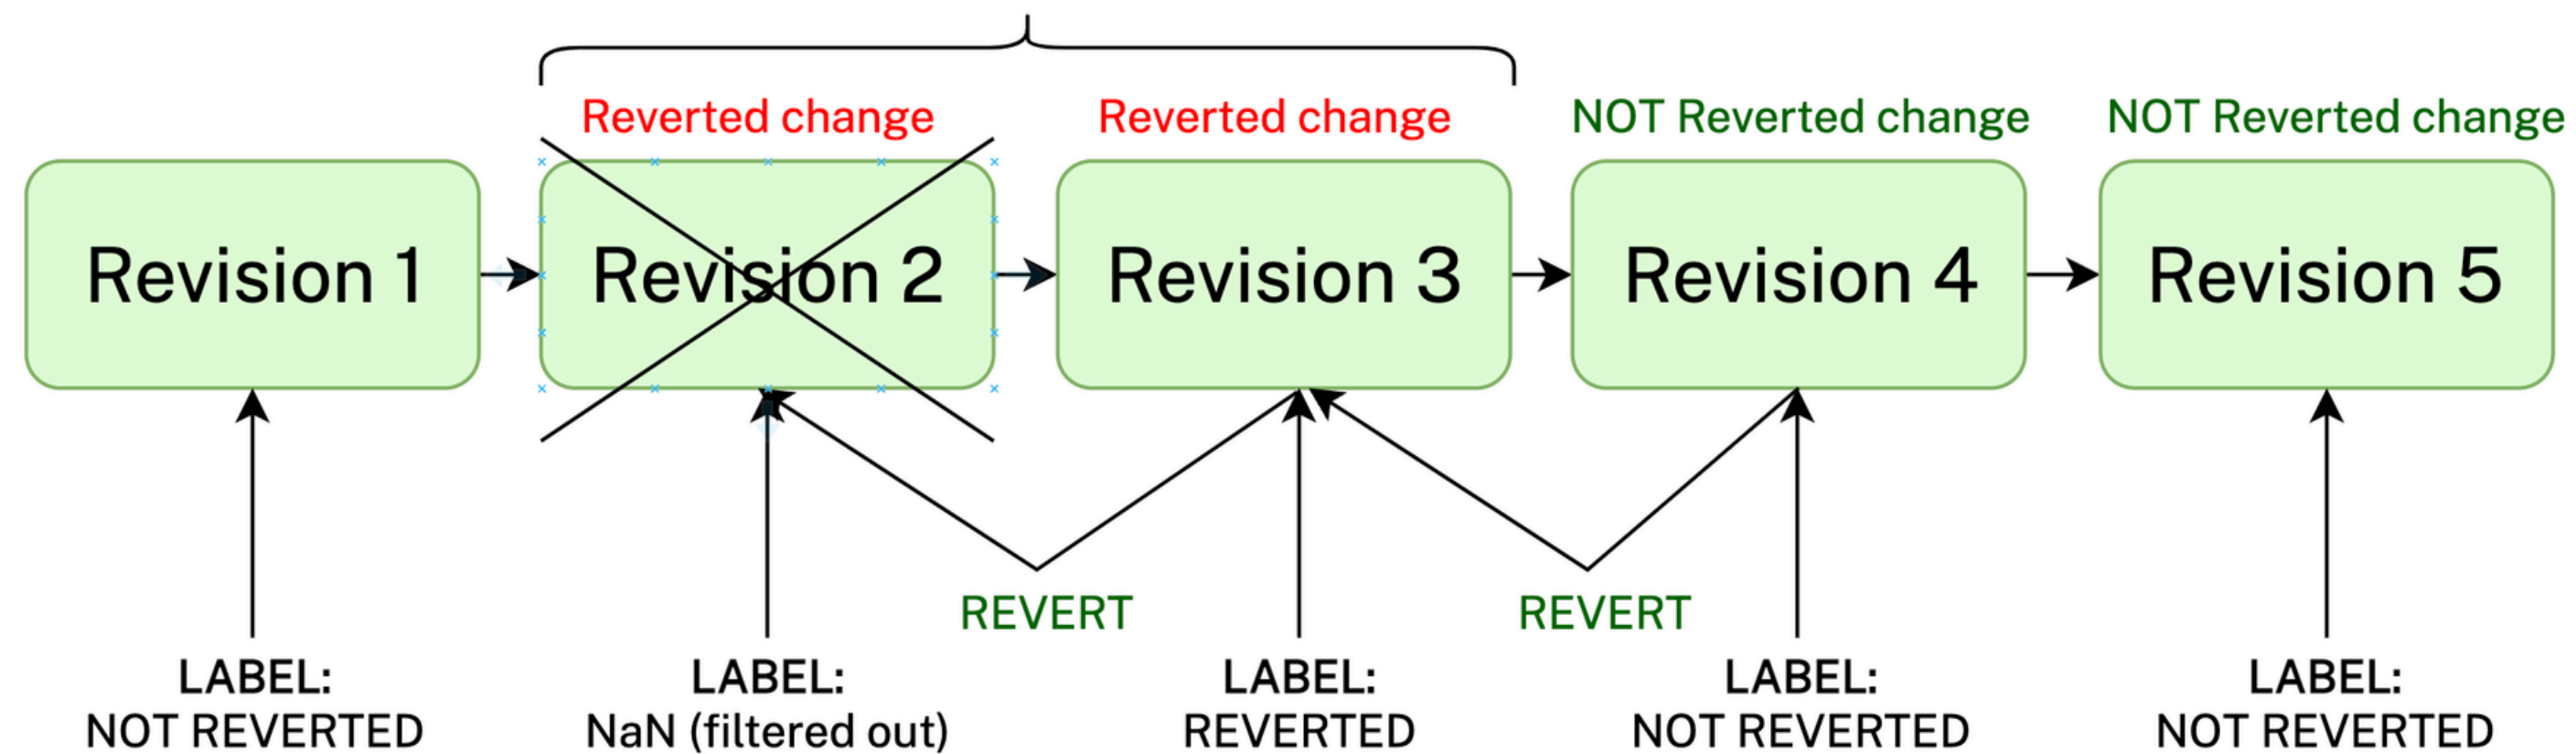 Reverted change
Reverted change
NOT Reverted change
NOT Reverted change
Revision 1
Revision 2
Revision 3
Revision 4
Revision 5
REVERT
REVERT
LABEL:
NOT REVERTED
LABEL:
NaN (filtered out)
LABEL:
REVERTED
LABEL:
NOT REVERTED
LABEL:
NOT REVERTED